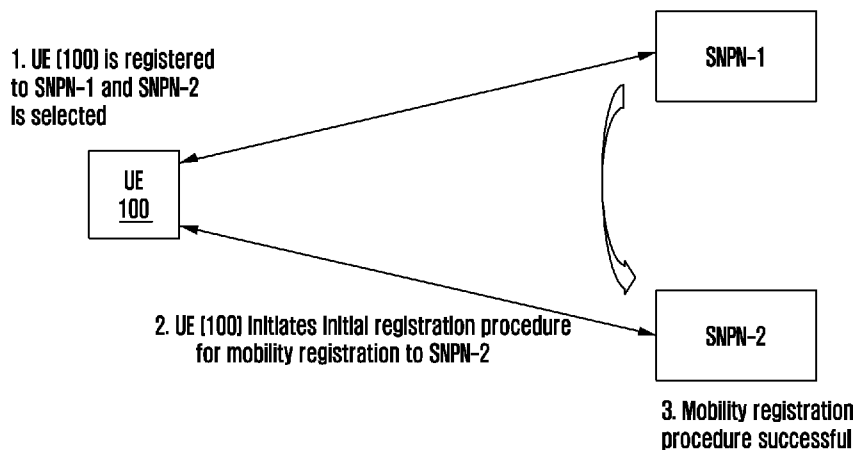 1. UE (100) is registered
to SNPN-1 and SNPN-2
is selected
SNPN-1
UE
100
2. UE (100) initiates initial registration procedure
for mobility registration to SNPN-2
SNPN-2
3. Mobility registration
procedure successful